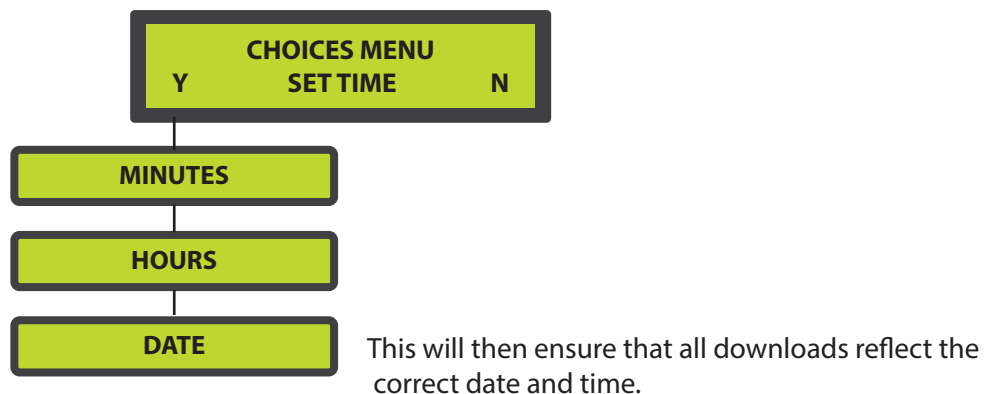 CHOICES MENU
Y SET TIME N
MINUTES
HOURS
DATE
This will then ensure that all downloads reflect the
correct date and time.